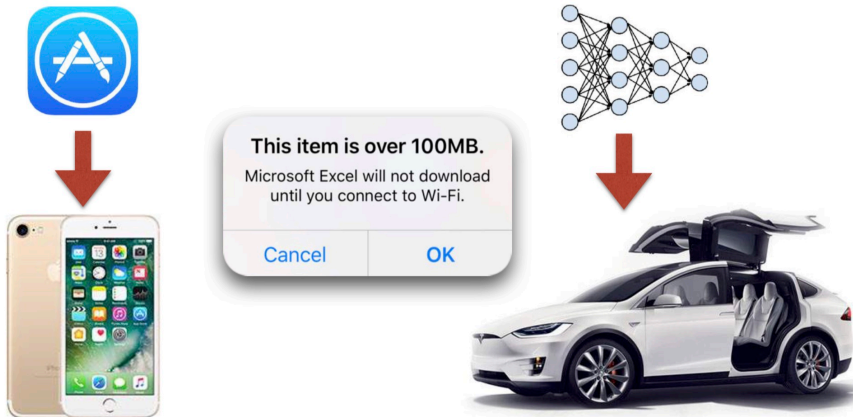 This item is over 100MB.
Microsoft Excel will not download
until you connect to Wi-Fi.
Cancel
OK